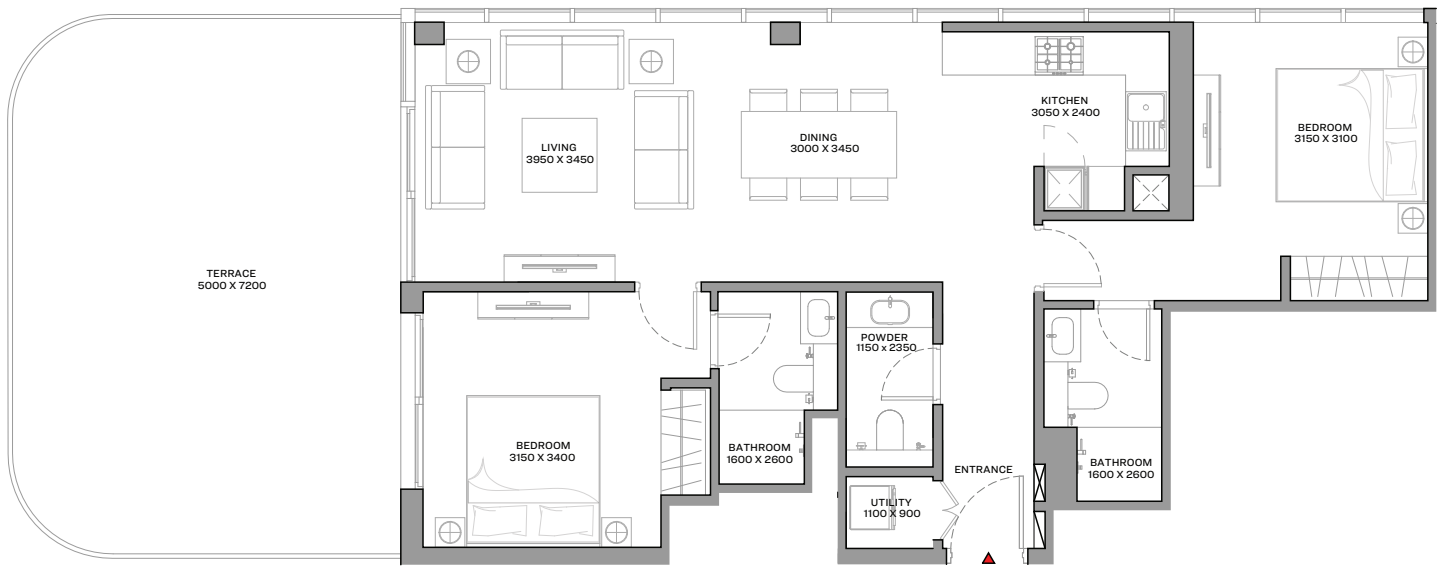 KITCHEN
3050 X 2400
BEDROOM
3150 X 3100
DINING
3000 X 3450
LIVING
3950 X 3450
TERRACE
5000 X 7200
POWDER
1150 x 2350
BEDROOM
3150 X 3400
BATHROOM
1600 X 2600
ENTRANCE
BATHROOM
1600 X 2600
UTILITY
1100 X 900